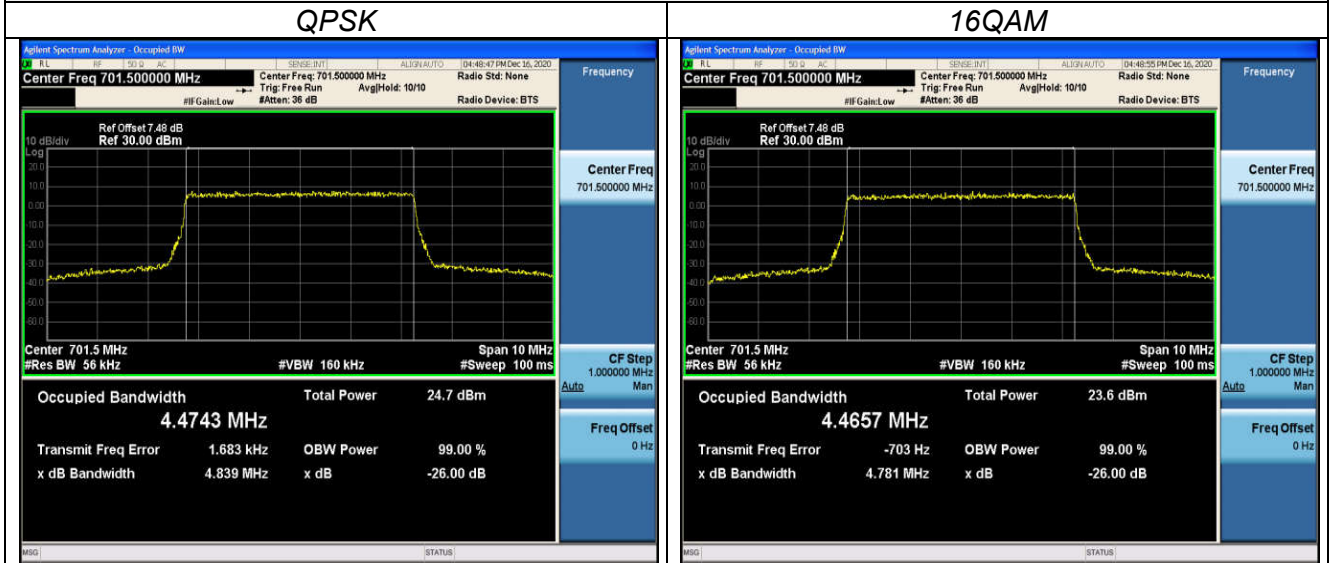 QPSK
Agilent Spectrum Analyzer - Occupied BW
RL RF 50 Ω AC SENSE:INT ALIGN AUTO 04:48:47 PM Dec 16, 2020
Center Freq 701.500000 MHz
Center Freq: 701.500000 MHz Radio Std: None
Trig: Free Run Avg|Hold: 10/10
#IFGain:Low #Atten: 36 dB Radio Device: BTS
Frequency
Ref Offset 7.48 dB
10 dB/div Ref 30.00 dBm
Log
20.0
10.0
0.00
-10.0
-20.0
-30.0
-40.0
-50.0
-60.0
Center Freq
701.500000 MHz
Center 701.5 MHz Span 10 MHz
#Res BW 56 kHz #VBW 160 kHz #Sweep 100 ms
CF Step
1.000000 MHz
Auto Man
Occupied Bandwidth Total Power 24.7 dBm
4.4743 MHz
Transmit Freq Error 1.683 kHz OBW Power 99.00 %
x dB Bandwidth 4.839 MHz x dB -26.00 dB
Freq Offset
0 Hz
MSG STATUS
16QAM
Agilent Spectrum Analyzer - Occupied BW
RL RF 50 Ω AC SENSE:INT ALIGN AUTO 04:48:55 PM Dec 16, 2020
Center Freq 701.500000 MHz
Center Freq: 701.500000 MHz Radio Std: None
Trig: Free Run Avg|Hold: 10/10
#IFGain:Low #Atten: 36 dB Radio Device: BTS
Frequency
Ref Offset 7.48 dB
10 dB/div Ref 30.00 dBm
Log
20.0
10.0
0.00
-10.0
-20.0
-30.0
-40.0
-50.0
-60.0
Center Freq
701.500000 MHz
Center 701.5 MHz Span 10 MHz
#Res BW 56 kHz #VBW 160 kHz #Sweep 100 ms
CF Step
1.000000 MHz
Auto Man
Occupied Bandwidth Total Power 23.6 dBm
4.4657 MHz
Transmit Freq Error -703 Hz OBW Power 99.00 %
x dB Bandwidth 4.781 MHz x dB -26.00 dB
Freq Offset
0 Hz
MSG STATUS